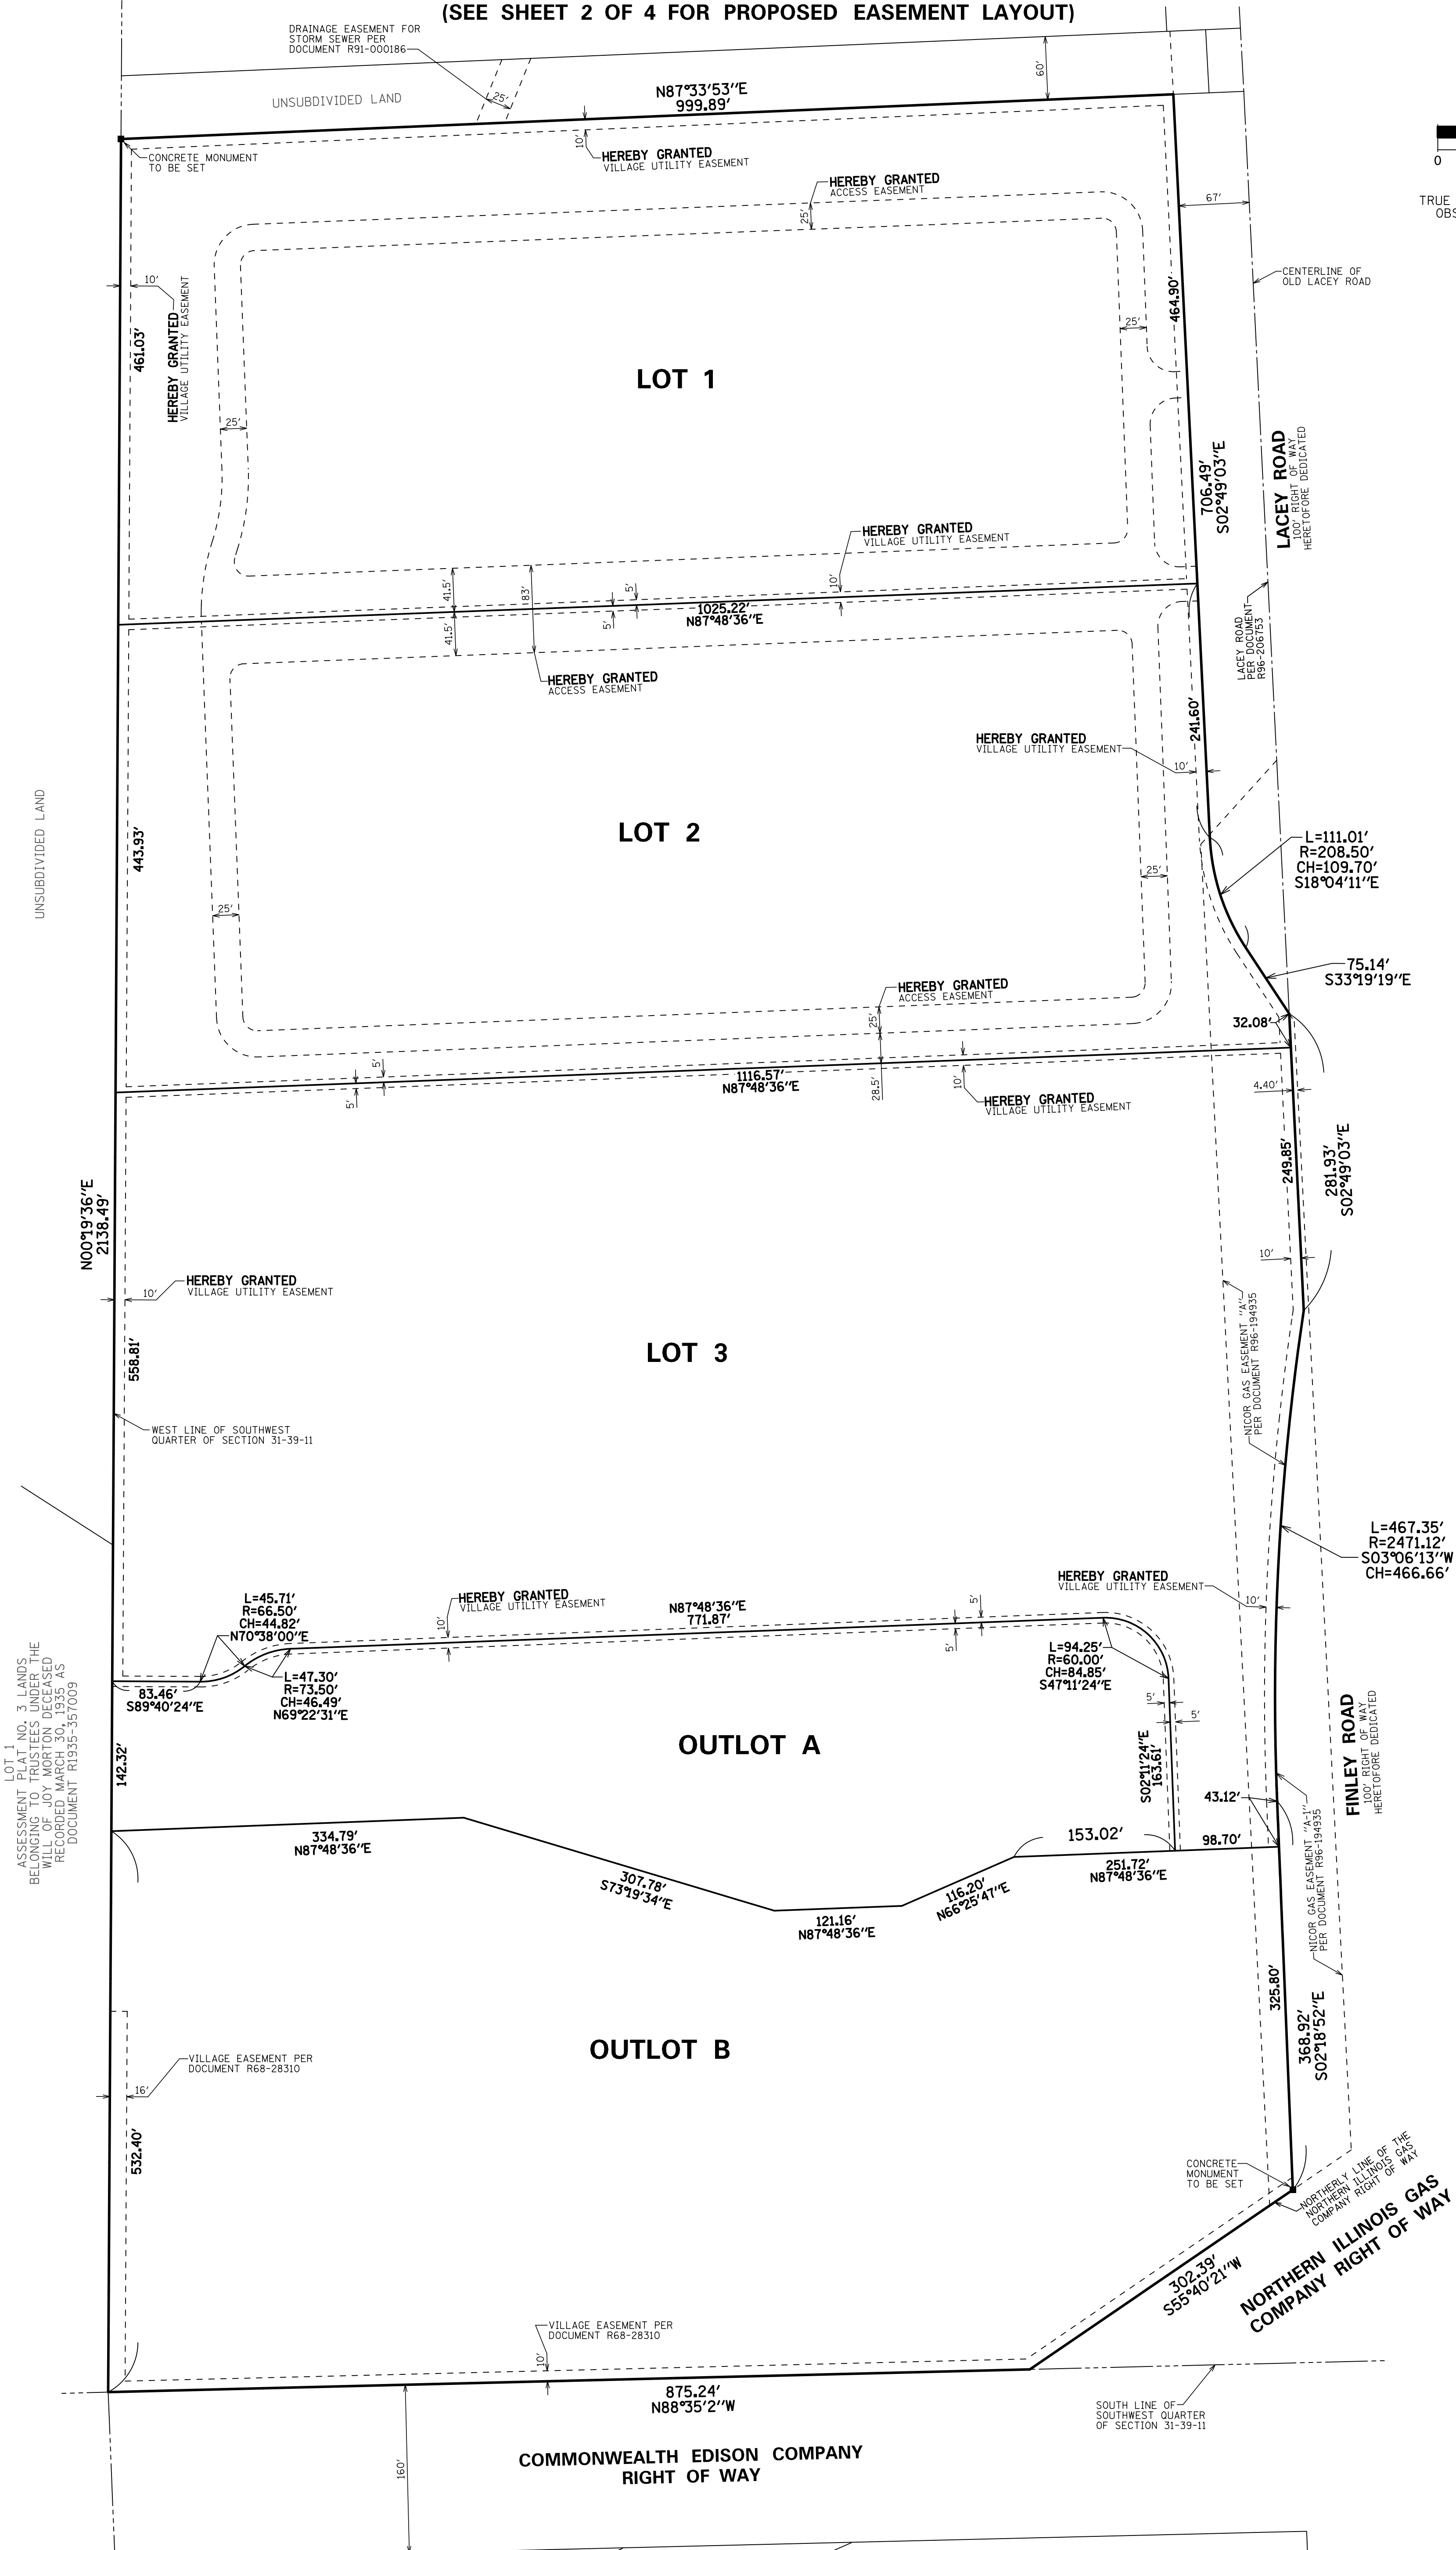 (SEE SHEET 2 OF 4 FOR PROPOSED EASEMENT LAYOUT)
DRAINAGE EASEMENT FOR
STORM SEWER PER
DOCUMENT R91-000186
25'
UNSUBDIVIDED LAND
N87°33'53"E
999.89'
60'
CONCRETE MONUMENT
TO BE SET
10'
HEREBY GRANTED
VILLAGE UTILITY EASEMENT
HEREBY GRANTED
ACCESS EASEMENT
25'
67'
0
TRUE
OBS
CENTERLINE OF
OLD LACEY ROAD
10'
HEREBY GRANTED
VILLAGE UTILITY EASEMENT
461.03'
464.90'
25'
LOT 1
25'
706.49'
S02°49'03"E
LACEY ROAD
100' RIGHT OF WAY
HERETOFORE DEDICATED
HEREBY GRANTED
VILLAGE UTILITY EASEMENT
41.5'
83'
5'
10'
1025.22'
N87°48'36"E
5'
41.5'
HEREBY GRANTED
ACCESS EASEMENT
LACEY ROAD
PER DOCUMENT
R96-206753
241.60'
HEREBY GRANTED
VILLAGE UTILITY EASEMENT
10'
UNSUBDIVIDED LAND
443.93'
LOT 2
L=111.01'
R=208.50'
CH=109.70'
S18°04'11"E
25'
25'
75.14'
S33°19'19"E
HEREBY GRANTED
ACCESS EASEMENT
25'
32.08'
5'
5'
1116.57'
N87°48'36"E
28.5'
10'
HEREBY GRANTED
VILLAGE UTILITY EASEMENT
4.40'
249.85'
281.93'
S02°49'03"E
N00°19'36"E
2138.49'
10'
HEREBY GRANTED
VILLAGE UTILITY EASEMENT
10'
558.81'
LOT 3
NICOR GAS EASEMENT "A"
PER DOCUMENT R96-194935
WEST LINE OF SOUTHWEST
QUARTER OF SECTION 31-39-11
L=467.35'
R=2471.12'
S03°06'13"W
CH=466.66'
HEREBY GRANTED
VILLAGE UTILITY EASEMENT
10'
L=45.71'
R=66.50'
CH=44.82'
N70°38'00"E
10'
HEREBY GRANTED
VILLAGE UTILITY EASEMENT
N87°48'36"E
771.87'
5'
5'
L=94.25'
R=60.00'
CH=84.85'
S47°11'24"E
83.46'
S89°40'24"E
L=47.30'
R=73.50'
CH=46.49'
N69°22'31"E
5'
5'
LOT 1
ASSESSMENT PLAT NO. 3 LANDS
BELONGING TO TRUSTEES UNDER THE
WILL OF JOY MORTON DECEASED
RECORDED MARCH 30, 1935 AS
DOCUMENT R1935-357009
142.32'
OUTLOT A
S02°11'24"E
163.61'
43.12'
FINLEY ROAD
100' RIGHT OF WAY
HERETOFORE DEDICATED
334.79'
N87°48'36"E
307.78'
S73°19'34"E
121.16'
N87°48'36"E
116.20'
N66°25'47"E
153.02'
251.72'
N87°48'36"E
98.70'
NICOR GAS EASEMENT "A-1"
PER DOCUMENT R96-194935
325.80'
368.92'
S02°18'52"E
OUTLOT B
VILLAGE EASEMENT PER
DOCUMENT R68-28310
16'
532.40'
CONCRETE
MONUMENT
TO BE SET
NORTHERLY LINE OF THE
NORTHERN ILLINOIS GAS
COMPANY RIGHT OF WAY
NORTHERN ILLINOIS GAS
COMPANY RIGHT OF WAY
302.39'
S55°40'21"W
VILLAGE EASEMENT PER
DOCUMENT R68-28310
10'
875.24'
N88°35'2"W
SOUTH LINE OF
SOUTHWEST QUARTER
OF SECTION 31-39-11
160'
COMMONWEALTH EDISON COMPANY
RIGHT OF WAY